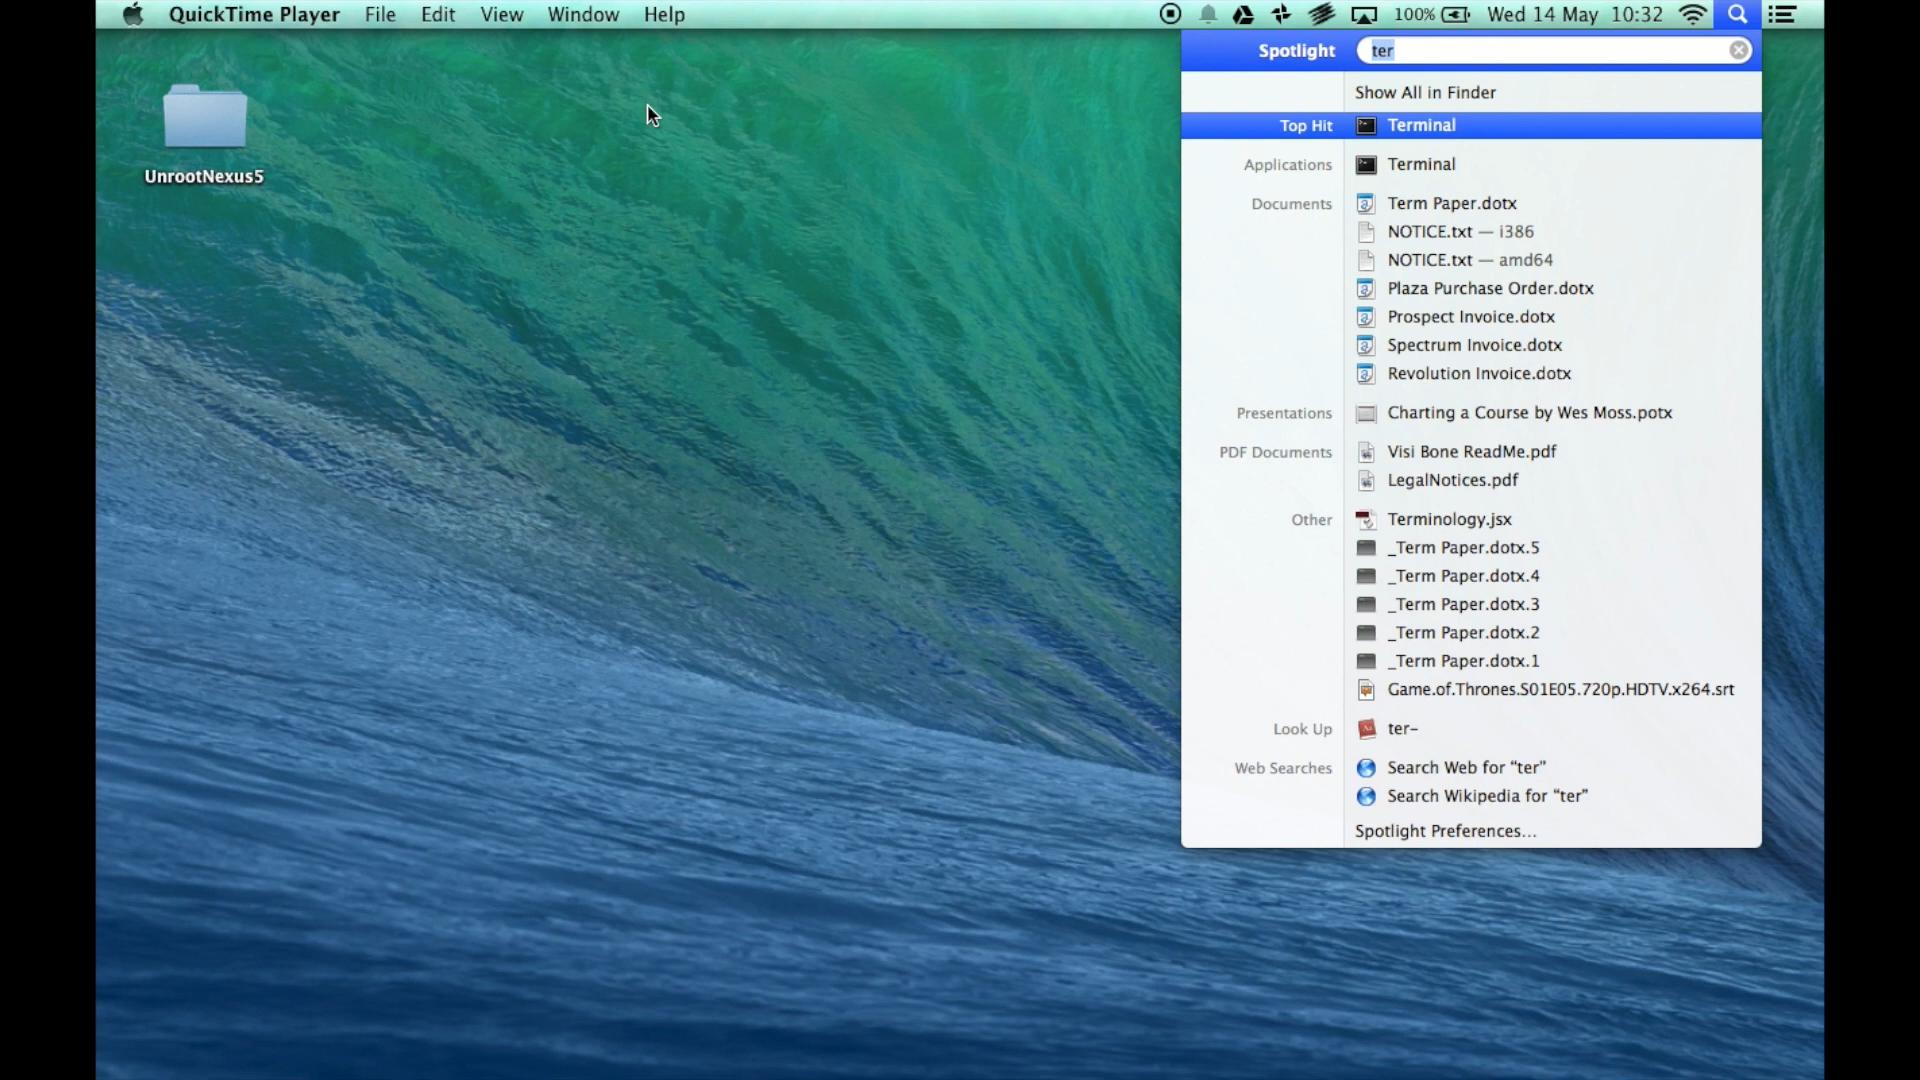 QuickTime Player File Edit View Window Help 100% Wed 14 May 10:32
UnrootNexus5
Spotlight ter
Show All in Finder
Top Hit Terminal
Applications Terminal
Documents Term Paper.dotx
NOTICE.txt — i386
NOTICE.txt — amd64
Plaza Purchase Order.dotx
Prospect Invoice.dotx
Spectrum Invoice.dotx
Revolution Invoice.dotx
Presentations Charting a Course by Wes Moss.potx
PDF Documents Visi Bone ReadMe.pdf
LegalNotices.pdf
Other Terminology.jsx
_Term Paper.dotx.5
_Term Paper.dotx.4
_Term Paper.dotx.3
_Term Paper.dotx.2
_Term Paper.dotx.1
Game.of.Thrones.S01E05.720p.HDTV.x264.srt
Look Up ter-
Web Searches Search Web for “ter”
Search Wikipedia for “ter”
Spotlight Preferences...